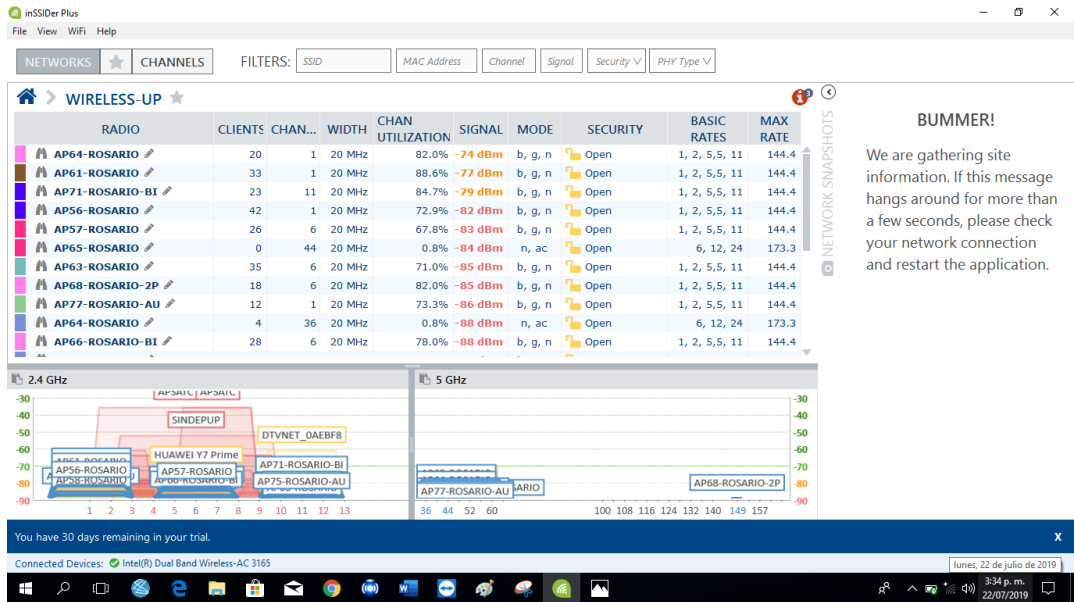 inSSIDer Plus
File View WiFi Help
NETWORKS CHANNELS FILTERS: SSID MAC Address Channel Signal Security PHY Type
WIRELESS-UP 3
RADIO CLIENTS CHAN... WIDTH CHAN UTILIZATION SIGNAL MODE SECURITY BASIC RATES MAX RATE
AP64-ROSARIO 20 1 20 MHz 82.0% -74 dBm b, g, n Open 1, 2, 5,5, 11 144.4
AP61-ROSARIO 33 1 20 MHz 88.6% -77 dBm b, g, n Open 1, 2, 5,5, 11 144.4
AP71-ROSARIO-BI 23 11 20 MHz 84.7% -79 dBm b, g, n Open 1, 2, 5,5, 11 144.4
AP56-ROSARIO 42 1 20 MHz 72.9% -82 dBm b, g, n Open 1, 2, 5,5, 11 144.4
AP57-ROSARIO 26 6 20 MHz 67.8% -83 dBm b, g, n Open 1, 2, 5,5, 11 144.4
AP65-ROSARIO 0 44 20 MHz 0.8% -84 dBm n, ac Open 6, 12, 24 173.3
AP63-ROSARIO 35 6 20 MHz 71.0% -85 dBm b, g, n Open 1, 2, 5,5, 11 144.4
AP68-ROSARIO-2P 18 6 20 MHz 82.0% -85 dBm b, g, n Open 1, 2, 5,5, 11 144.4
AP77-ROSARIO-AU 12 1 20 MHz 73.3% -86 dBm b, g, n Open 1, 2, 5,5, 11 144.4
AP64-ROSARIO 4 36 20 MHz 0.8% -88 dBm n, ac Open 6, 12, 24 173.3
AP66-ROSARIO-BI 28 6 20 MHz 78.0% -88 dBm b, g, n Open 1, 2, 5,5, 11 144.4
NETWORK SNAPSHOTS
BUMMER!
We are gathering site
information. If this message
hangs around for more than
a few seconds, please check
your network connection
and restart the application.
2.4 GHz
-30
-40
-50
-60
-70
-80
-90
APSATC APSATC
SINDEPUP
DTVNET_0AEBF8
HUAWEI Y7 Prime
AP71-ROSARIO-BI
AP61-ROSARIO
AP56-ROSARIO
AP57-ROSARIO
AP58-ROSARIO
AP66-ROSARIO-BI
AP75-ROSARIO-AU
1 2 3 4 5 6 7 8 9 10 11 12 13
5 GHz
-30
-40
-50
-60
-70
-80
-90
AP77-ROSARIO-AU
AP68-ROSARIO-2P
36 44 52 60 100 108 116 124 132 140 149 157
You have 30 days remaining in your trial. X
Connected Devices: Intel(R) Dual Band Wireless-AC 3165
lunes, 22 de julio de 2019
3:34 p. m.
22/07/2019